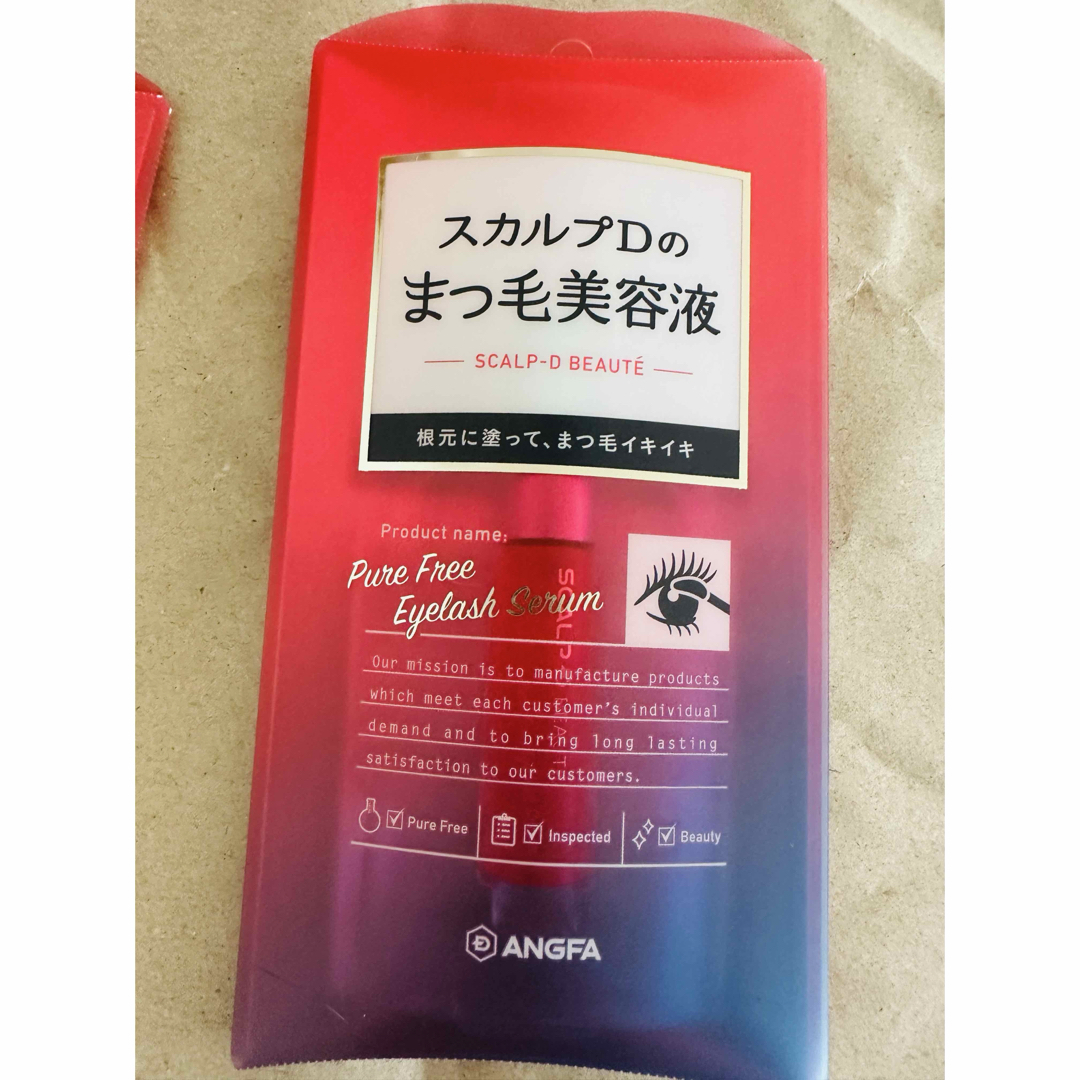 スカルプDの
まつ毛美容液
SCALP-D BEAUTÉ
根元に塗って、まつ毛イキイキ
Product name:
Pure Free
Eyelash Serum
Our mission is to manufacture products
which meet each customer's individual
demand and to bring long lasting
satisfaction to our customers.
Pure Free
Inspected
Beauty
ANGFA